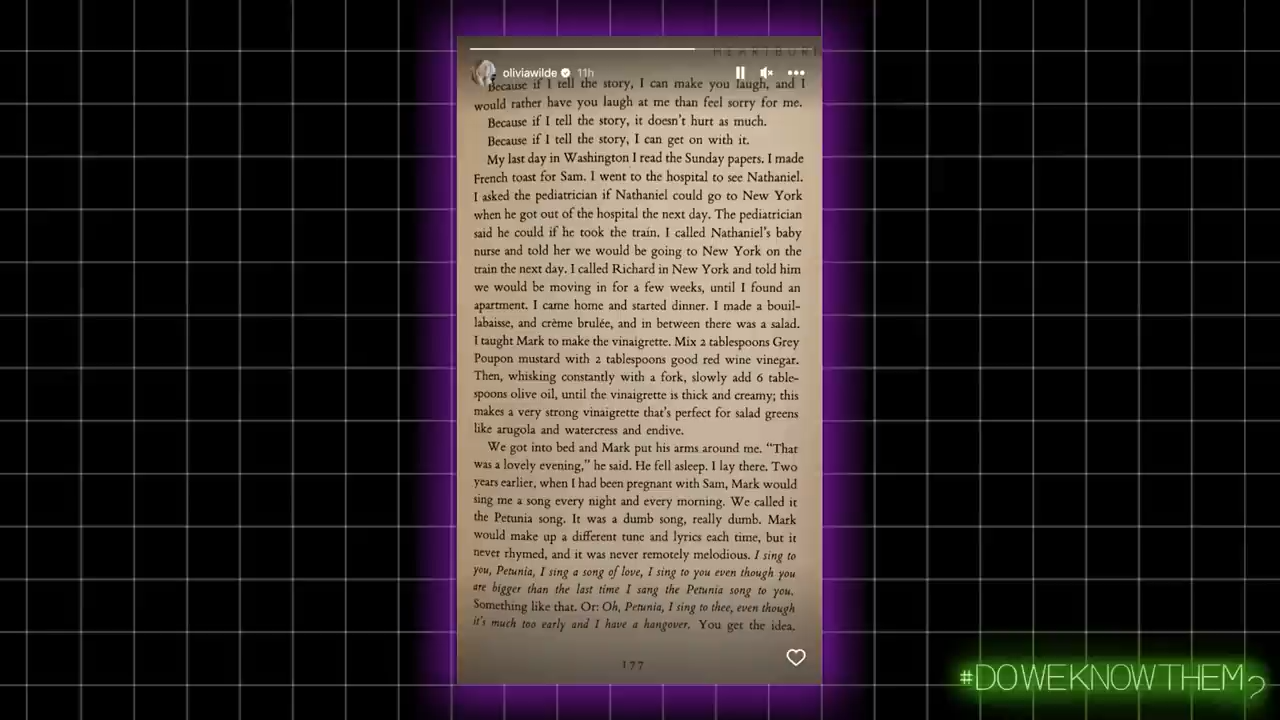 HEARTBURN
oliviawilde 11h
Because if I tell the story, I can make you laugh, and I
would rather have you laugh at me than feel sorry for me.
Because if I tell the story, it doesn't hurt as much.
Because if I tell the story, I can get on with it.
My last day in Washington I read the Sunday papers. I made
French toast for Sam. I went to the hospital to see Nathaniel.
I asked the pediatrician if Nathaniel could go to New York
when he got out of the hospital the next day. The pediatrician
said he could if he took the train. I called Nathaniel's baby
nurse and told her we would be going to New York on the
train the next day. I called Richard in New York and told him
we would be moving in for a few weeks, until I found an
apartment. I came home and started dinner. I made a bouil-
labaisse, and crème brulée, and in between there was a salad.
I taught Mark to make the vinaigrette. Mix 2 tablespoons Grey
Poupon mustard with 2 tablespoons good red wine vinegar.
Then, whisking constantly with a fork, slowly add 6 table-
spoons olive oil, until the vinaigrette is thick and creamy; this
makes a very strong vinaigrette that's perfect for salad greens
like arugola and watercress and endive.
We got into bed and Mark put his arms around me. "That
was a lovely evening," he said. He fell asleep. I lay there. Two
years earlier, when I had been pregnant with Sam, Mark would
sing me a song every night and every morning. We called it
the Petunia song. It was a dumb song, really dumb. Mark
would make up a different tune and lyrics each time, but it
never rhymed, and it was never remotely melodious. I sing to
you, Petunia, I sing a song of love, I sing to you even though you
are bigger than the last time I sang the Petunia song to you.
Something like that. Or: Oh, Petunia, I sing to thee, even though
it's much too early and I have a hangover. You get the idea.
177
#DOWEKNOWTHEM?